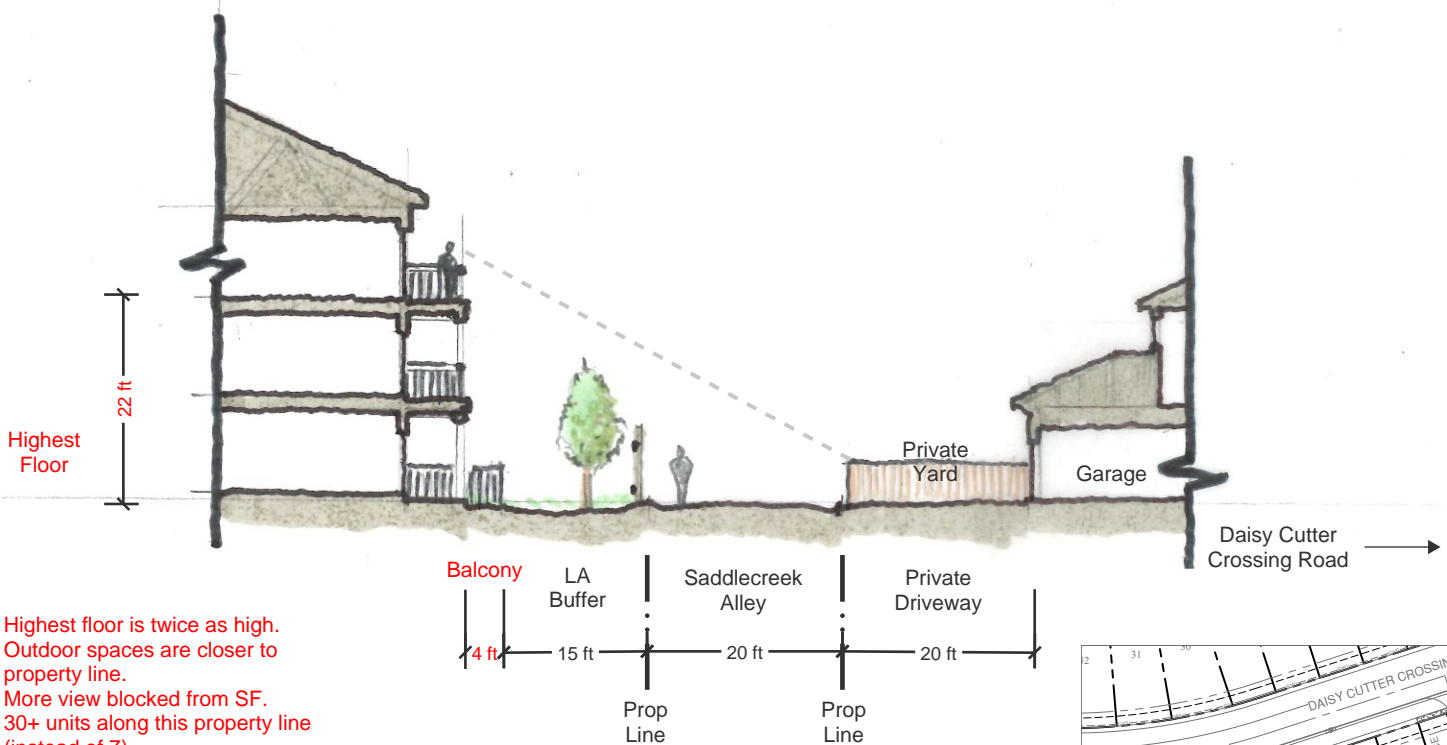 22 ft
Highest
Floor
Private
Yard
Garage
Daisy Cutter
Crossing Road
Balcony
LA
Buffer
Saddlecreek
Alley
Private
Driveway
4 ft
15 ft
20 ft
20 ft
Prop
Line
Prop
Line
Highest floor is twice as high.
Outdoor spaces are closer to
property line.
More view blocked from SF.
30+ units along this property line
(instead of 7)
31
DAISY CUTTER CROSSIN